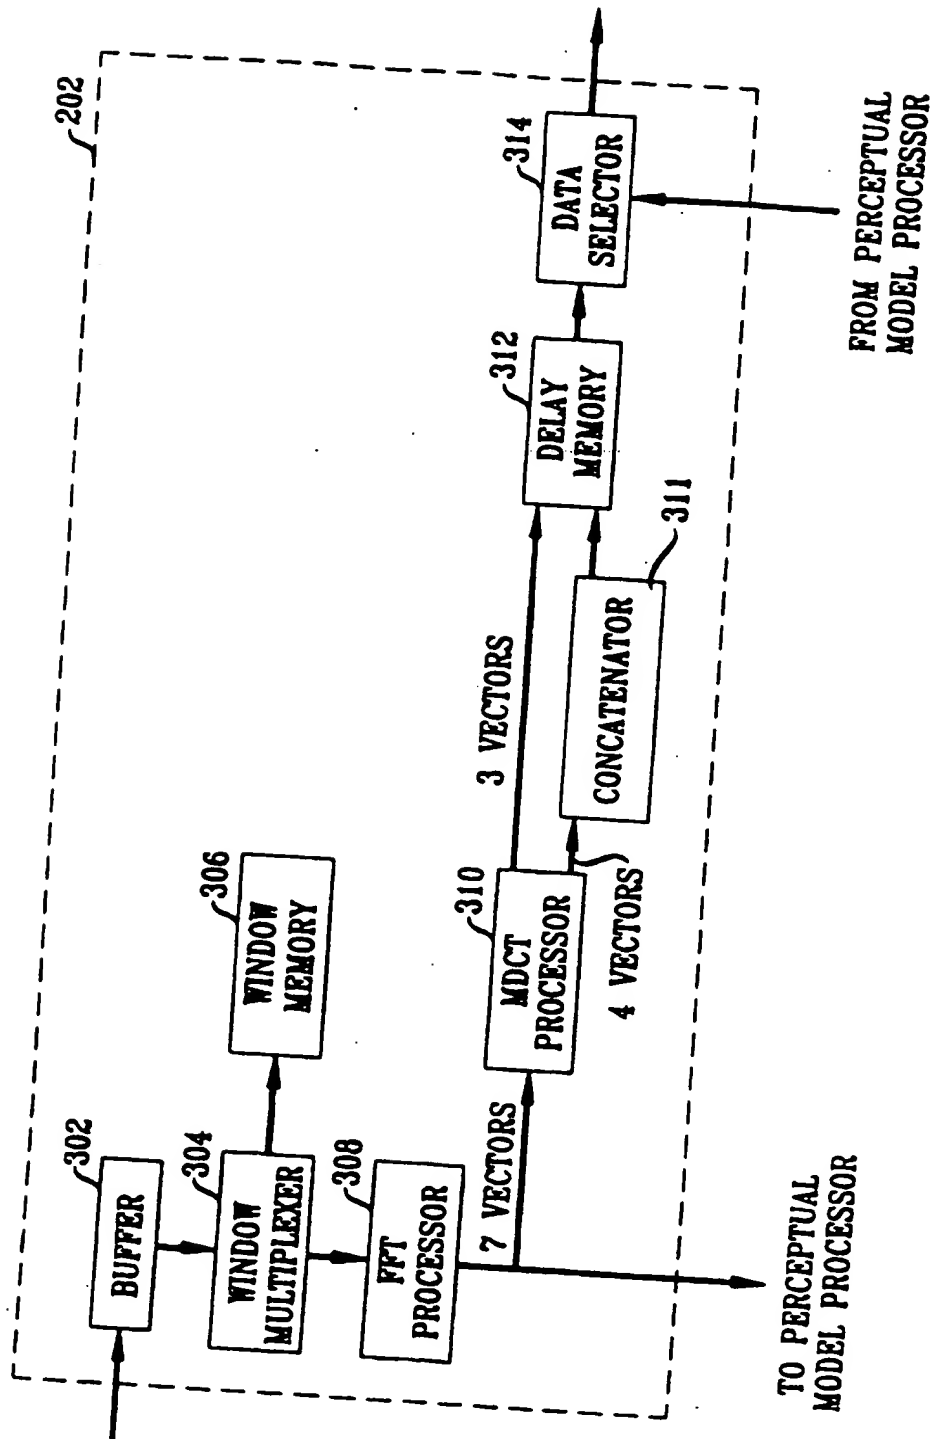 202
302
BUFFER
304
WINDOW
MULTIPLEXER
306
WINDOW
MEMORY
308
FFT
PROCESSOR
7 VECTORS
310
MDCT
PROCESSOR
3 VECTORS
4 VECTORS
CONCATENATOR
311
312
DELAY
MEMORY
314
DATA
SELECTOR
TO PERCEPTUAL
MODEL PROCESSOR
FROM PERCEPTUAL
MODEL PROCESSOR